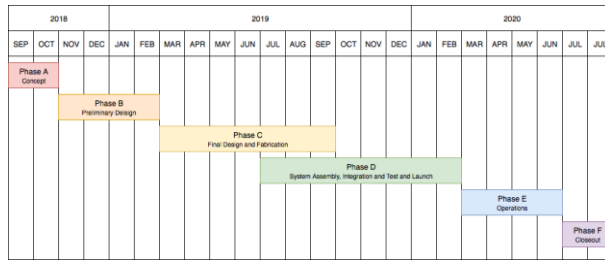 2018 2019 2020
SEP OCT NOV DEC JAN FEB MAR APR MAY JUN JUL AUG SEP OCT NOV DEC JAN FEB MAR APR MAY JUN JUL JUL
Phase A
Concept
Phase B
Preliminary Deisign
Phase C
Final Design and Fabrication
Phase D
System Assembly, Integration and Test and Launch
Phase E
Operations
Phase F
Closeout